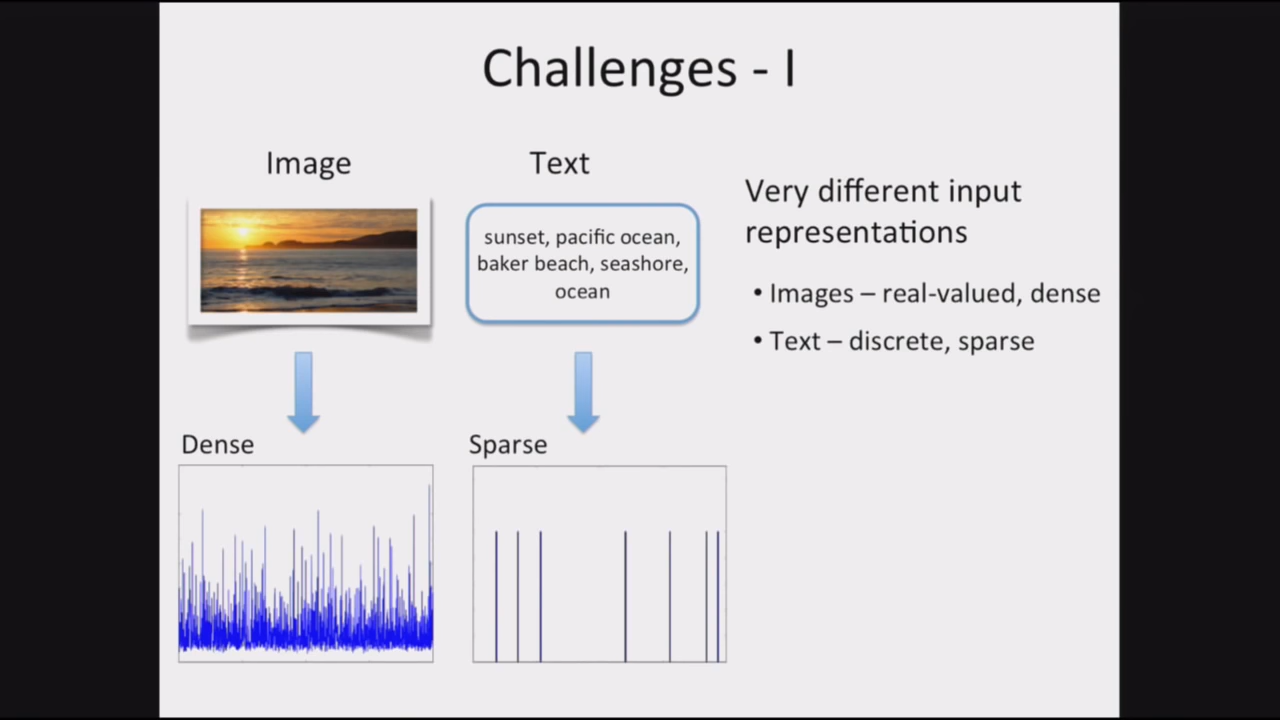 Challenges - I
Image
Text
sunset, pacific ocean,
baker beach, seashore,
ocean
Dense
Sparse
Very different input
representations
• Images – real-valued, dense
• Text – discrete, sparse